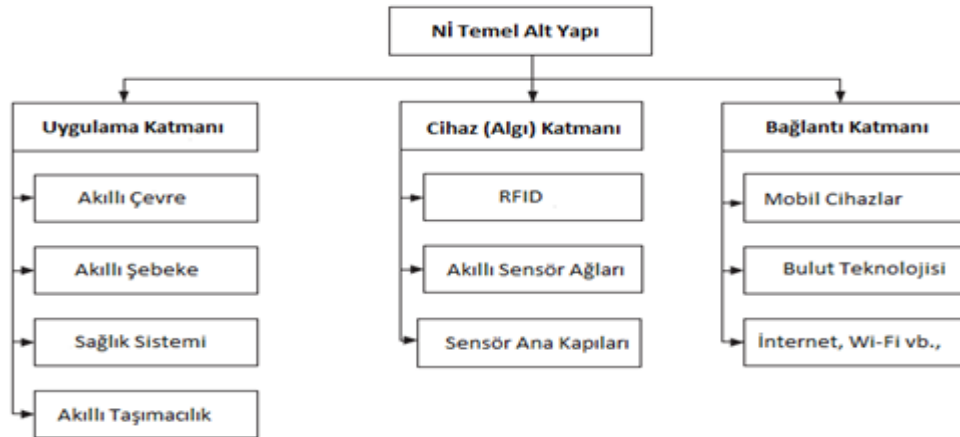 Nİ Temel Alt Yapı
Uygulama Katmanı
Akıllı Çevre
Akıllı Şebeke
Sağlık Sistemi
Akıllı Taşımacılık
Cihaz (Algı) Katmanı
RFID
Akıllı Sensör Ağları
Sensör Ana Kapıları
Bağlantı Katmanı
Mobil Cihazlar
Bulut Teknolojisi
İnternet, Wi-Fi vb.,